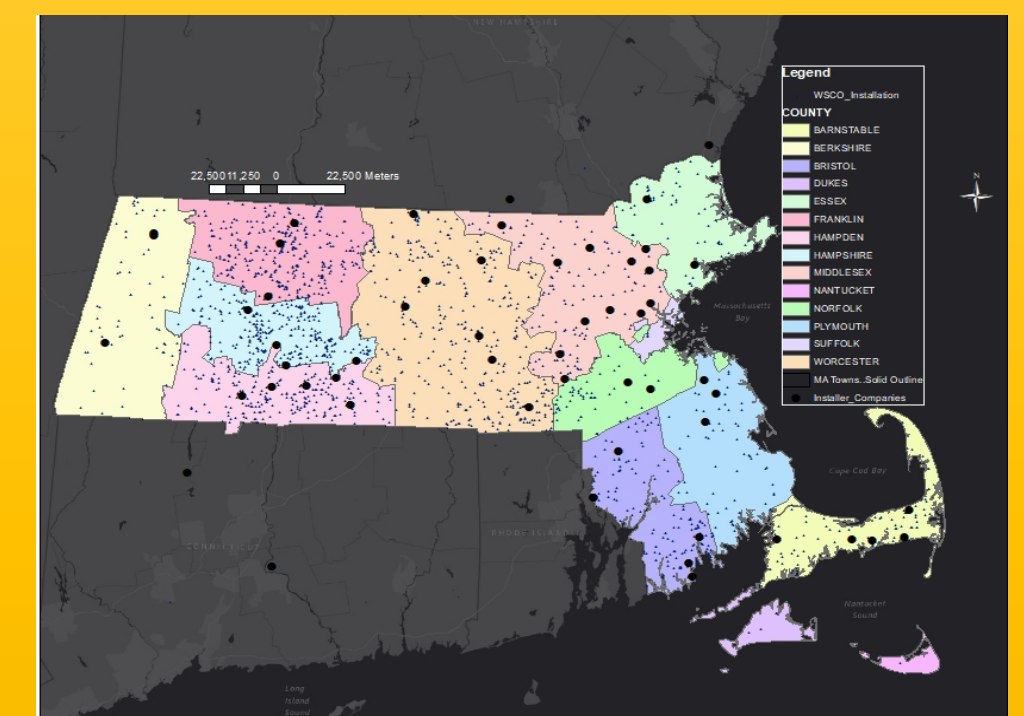 NEW HAMPSHIRE
Legend
WSCO_Installation
COUNTY
BARNSTABLE
BERKSHIRE
BRISTOL
DUKES
ESSEX
FRANKLIN
HAMPDEN
HAMPSHIRE
MIDDLESEX
NANTUCKET
NORFOLK
PLYMOUTH
SUFFOLK
WORCESTER
MA Towns..Solid Outline
Installer_Companies
22,500 11,250 0 22,500 Meters
N
Massachusetts
Bay
Cape Cod Bay
CONNECTICUT
RHODE ISLAND
Nantucket
Sound
Long
Island
Sound